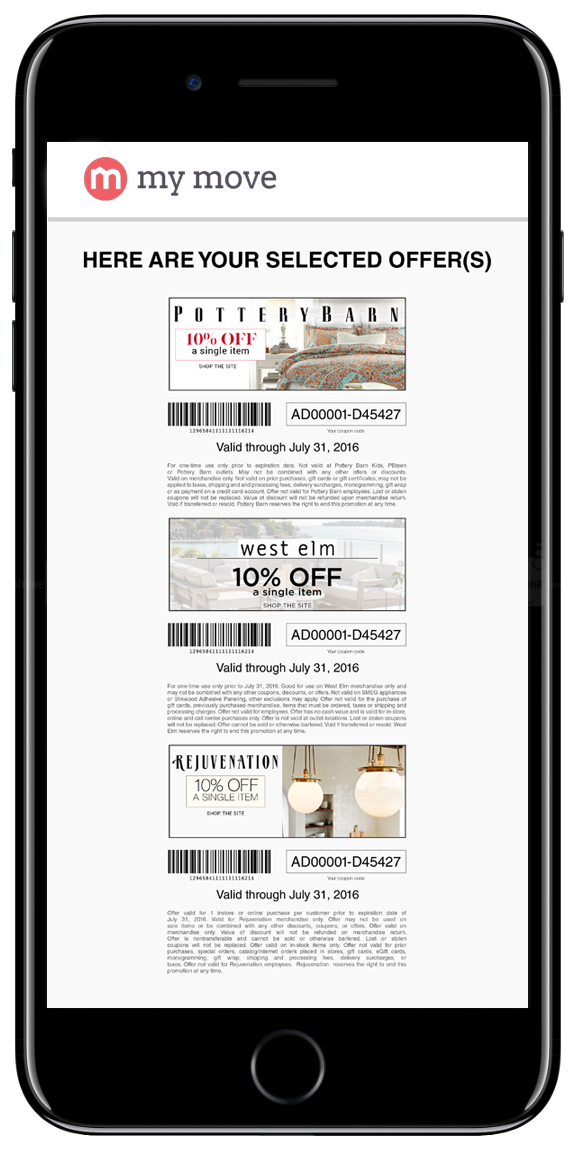 my move
HERE ARE YOUR SELECTED OFFER(S)
POTTERY BARN
10% OFF
a single item
SHOP THE SITE
AD00001-D45427
1296584111111116214
Your coupon code
Valid through July 31, 2016
For one-time use only prior to expiration date. Not valid at Pottery Barn Kids, PBteen
or Pottery Barn outlets. May not be combined with any other offers or discounts.
Valid on merchandise only. Not valid on prior purchases, gift cards or gift certificates; may not be
applied to taxes, shipping and and processing fees, delivery surcharges, monogramming, gift wrap
or as payment on a credit card account. Offer not valid for Pottery Barn employees. Lost or stolen
coupons will not be replaced. Value of discount will not be refunded upon merchandise return.
Void if transferred or resold. Pottery Barn reserves the right to end this promotion at any time.
west elm
10% OFF
a single item
SHOP THE SITE
AD00001-D45427
1296584111111116214
Your coupon code
Valid through July 31, 2016
For one-time use only prior to July 31, 2016. Good for use on West Elm merchandise only and
may not be combined with any other coupons, discounts, or offers. Not valid on SMEG appliances
or Stikwood Adhesive Paneling, other exclusions may apply. Offer not valid for the purchase of
gift cards, previously purchased merchandise, items that must be ordered, taxes or shipping and
processing charges. Offer not valid for employees. Offer has no cash value and is valid for in-store,
online and call center purchases only. Offer is not valid at outlet locations. Lost or stolen coupons
will not be replaced. Offer cannot be sold or otherwise bartered. Void if transferred or resold. West
Elm reserves the right to end this promotion at any time.
REJUVENATION
10% OFF
A SINGLE ITEM
SHOP THE SITE
AD00001-D45427
1296584111111116214
Your coupon code
Valid through July 31, 2016
Offer valid for 1 instore or online purchase per customer prior to expiration date of
July 31, 2016. Valid for Rejuvenation merchandise only. Offer may not be used on
sale items or be combined with any other discounts, coupons, or offers. Offer valid on
merchandise only. Value of discount will not be refunded on merchandise return.
Offer is nontransferable and cannot be sold or otherwise bartered. Lost or stolen
coupons will not be replaced. Offer valid on in-stock items only. Offer not valid for prior
purchases, special orders, catalog/internet orders placed in stores, gift cards, eGift cards,
monogramming, gift wrap, shipping and processing fees, delivery surcharges, or
taxes. Offer not valid for Rejuvenation employees. Rejuvenation reserves the right to end this
promotion at any time.